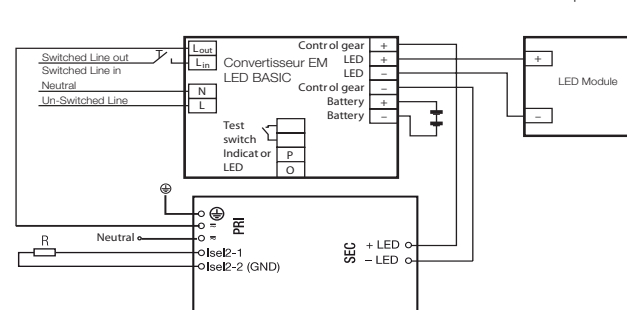 Switched Line out
Switched Line in
Neutral
Un-Switched Line
Lout
Lin
N
L
Convertisseur EM
LED BASIC
Control gear +
LED +
LED –
Control gear –
Battery +
Battery –
Test
switch
Indicator P
LED O
+
LED Module
–
R
Neutral
PRI
Isel2-1
Isel2-2 (GND)
SEC
+ LED
– LED